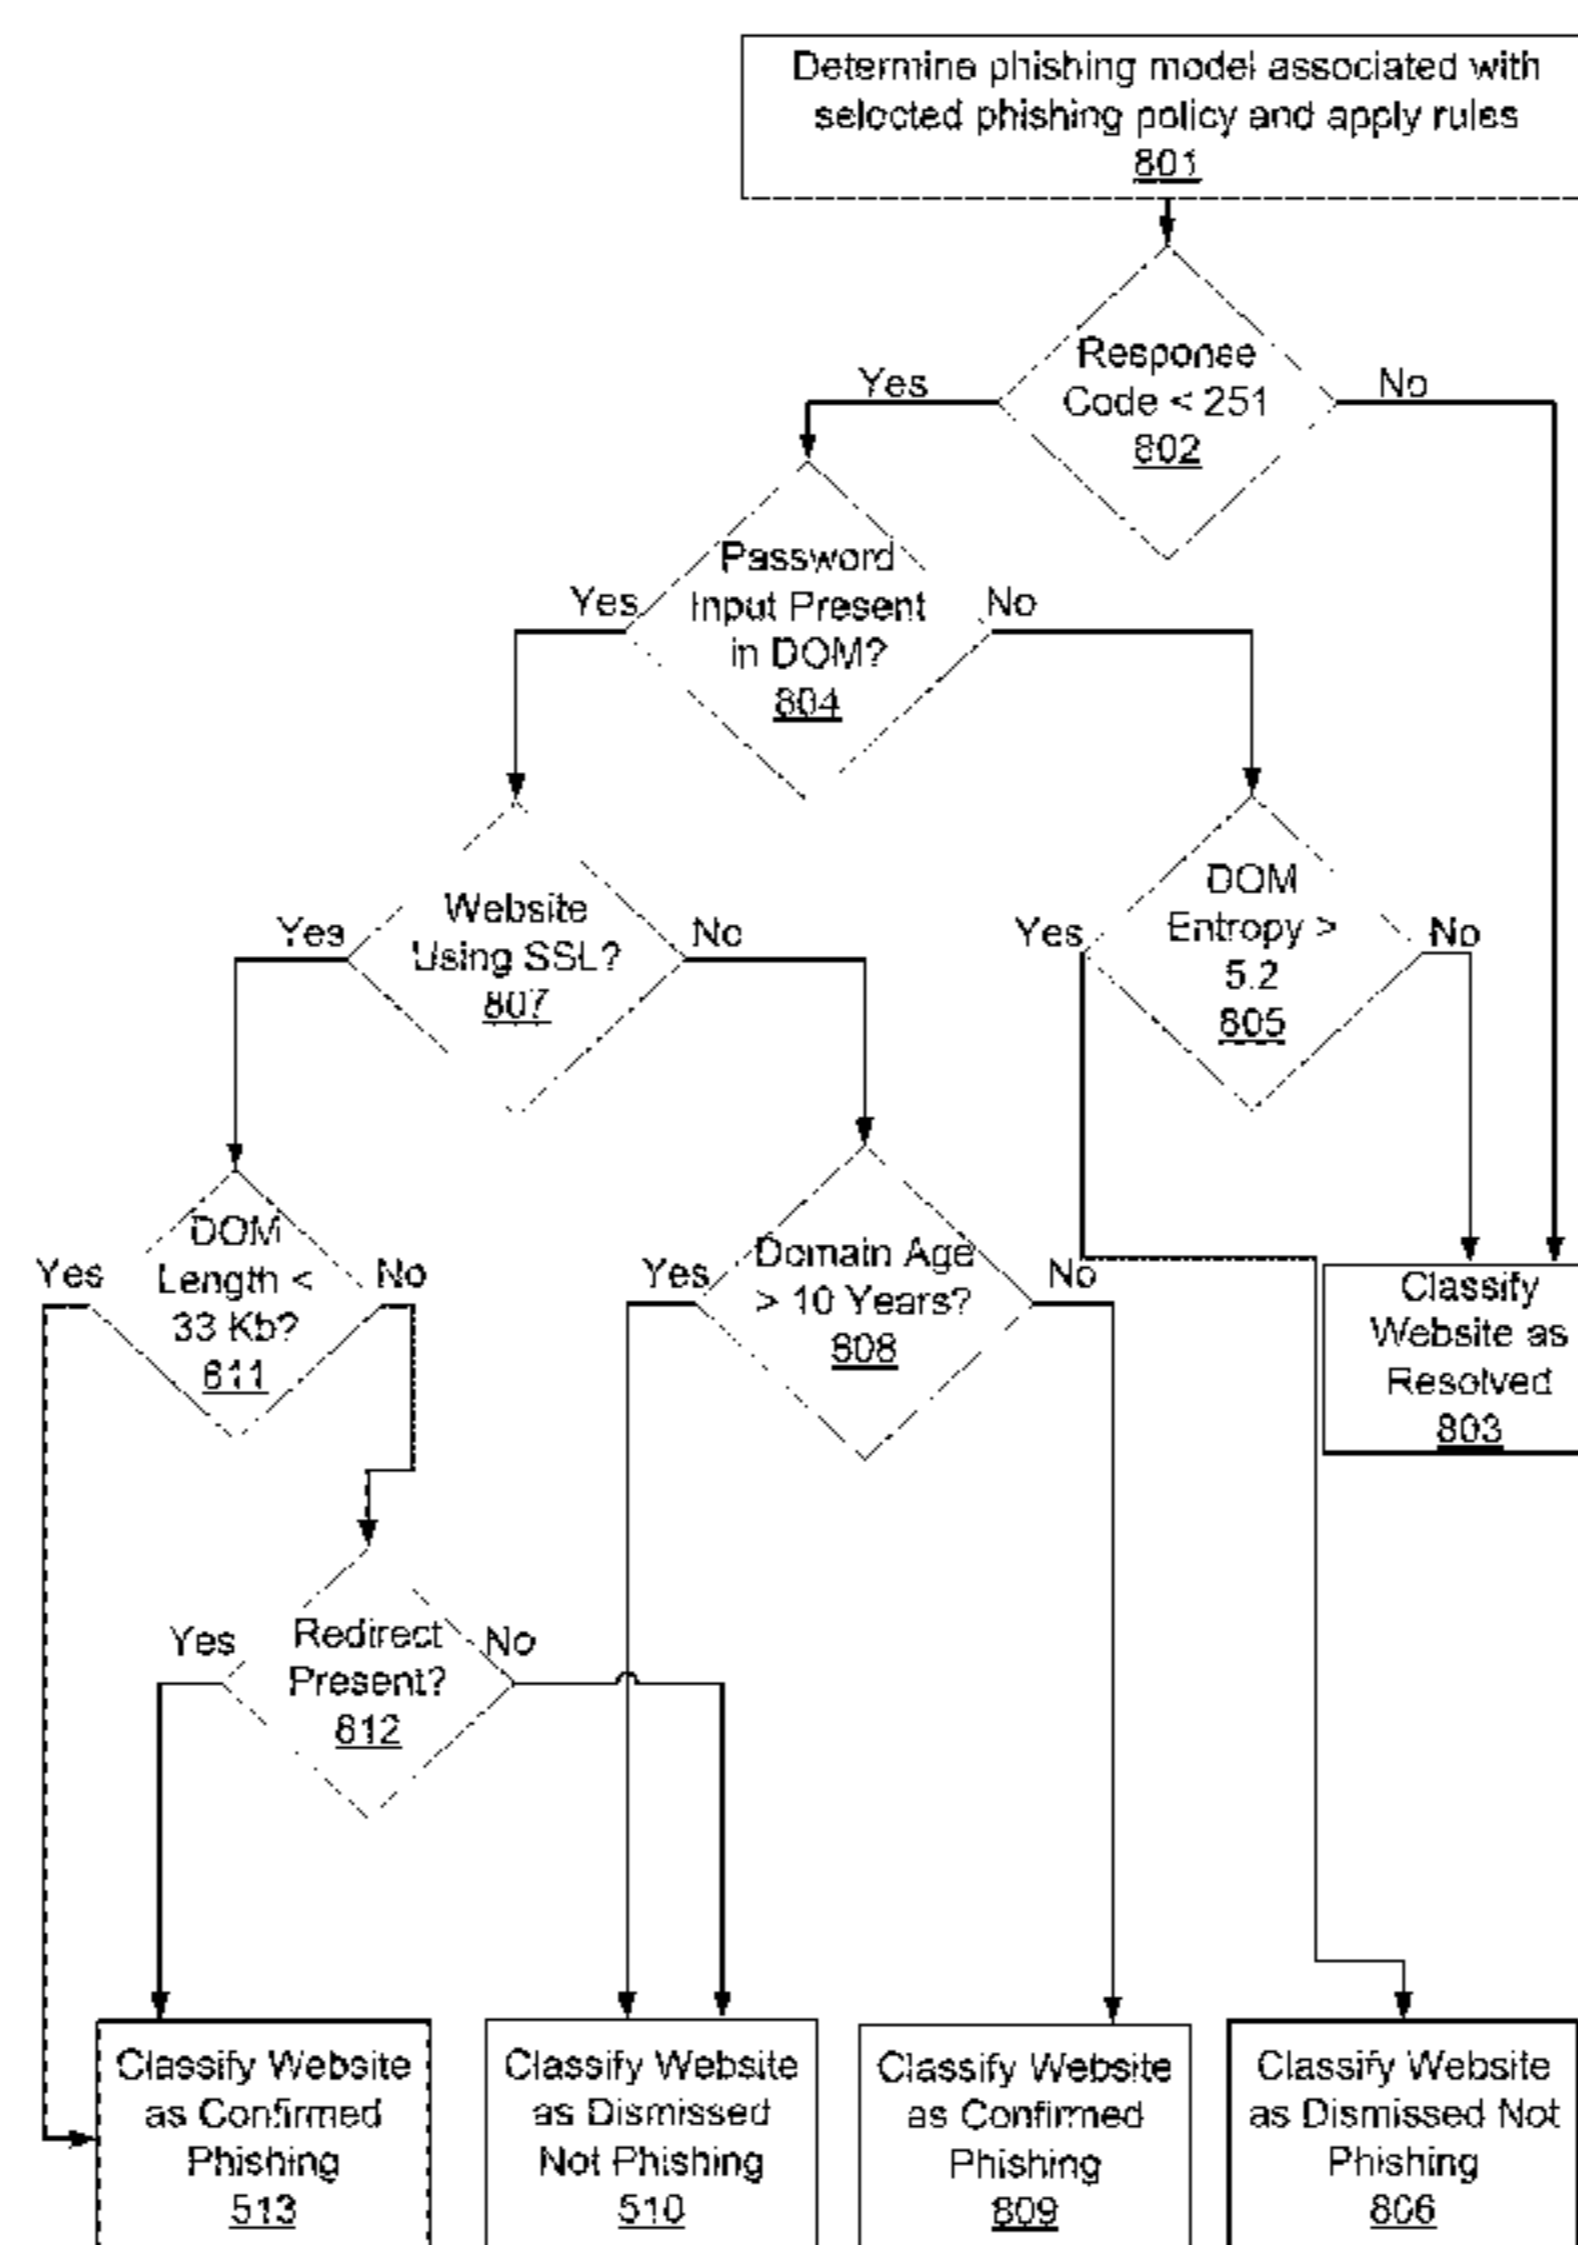 Determine phishing model associated with
selected phishing policy and apply rules
801
Response
Code < 251
802
Yes
No
Password
Input Present
in DOM?
804
Yes
No
Website
Using SSL?
807
Yes
No
DOM
Entropy >
5.2
805
Yes
No
DOM
Length <
33 Kb?
811
Yes
No
Domain Age
> 10 Years?
808
Yes
No
Classify
Website as
Resolved
803
Redirect
Present?
812
Yes
No
Classify Website
as Confirmed
Phishing
513
Classify Website
as Dismissed
Not Phishing
510
Classify Website
as Confirmed
Phishing
809
Classify Website
as Dismissed Not
Phishing
806